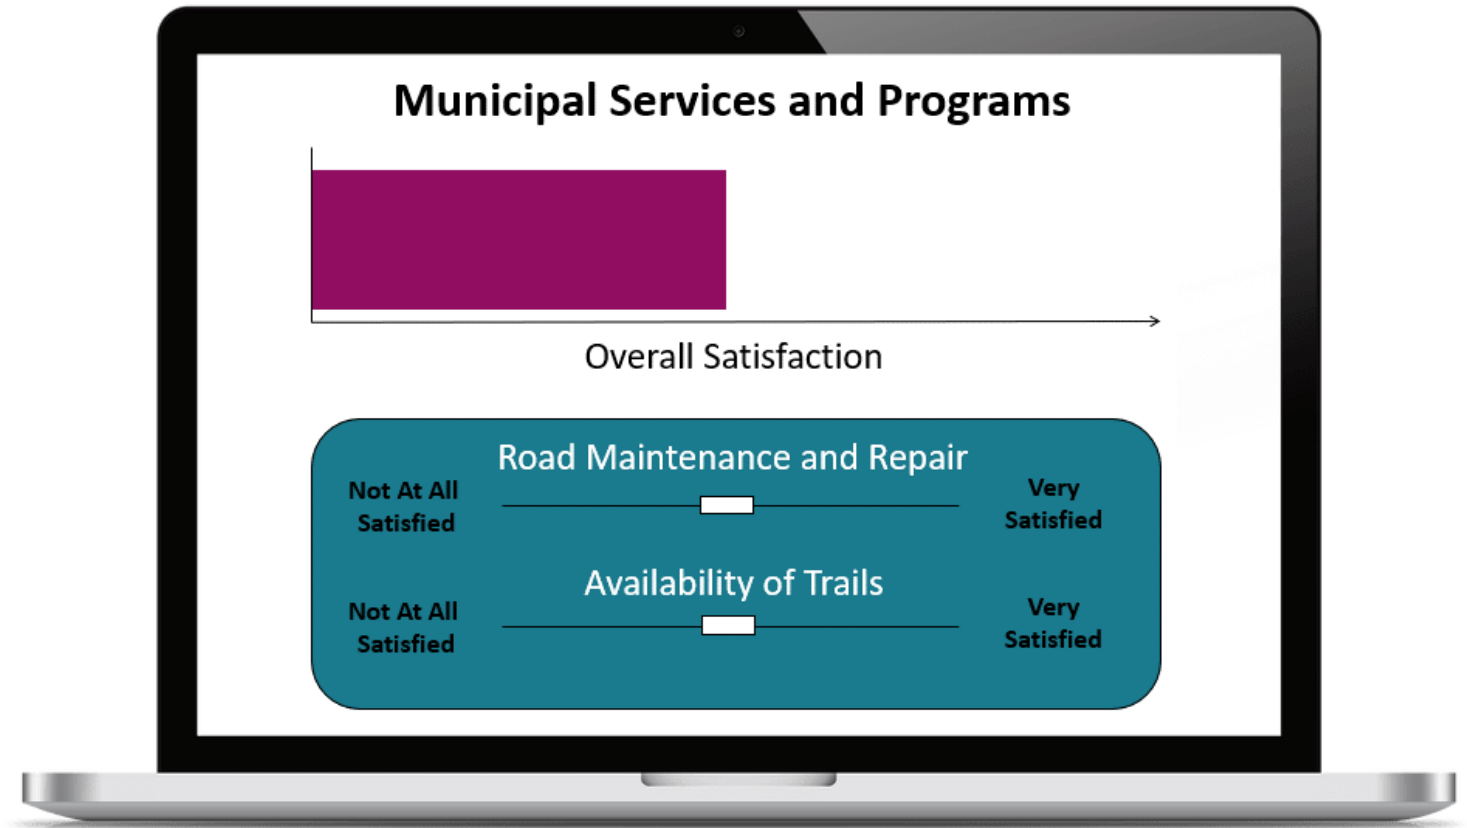 Municipal Services and Programs
Overall Satisfaction
Road Maintenance and Repair
Not At All
Satisfied
Very
Satisfied
Availability of Trails
Not At All
Satisfied
Very
Satisfied